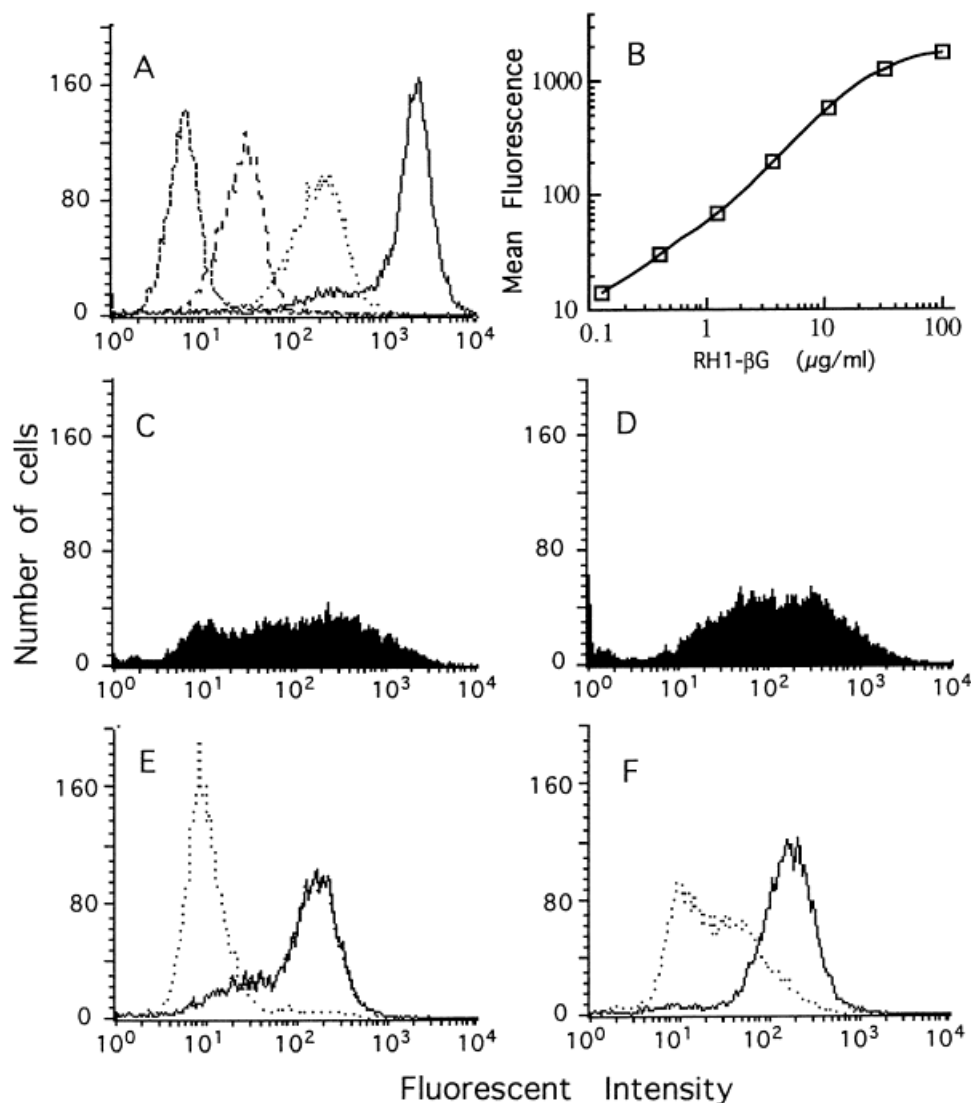 A
160
80
0
10^0 10^1 10^2 10^3 10^4
B
Mean Fluorescence
1000
100
10
0.1 1 10 100
RH1-βG (µg/ml)
Number of cells
C
160
80
0
10^0 10^1 10^2 10^3 10^4
D
160
80
0
10^0 10^1 10^2 10^3 10^4
E
160
80
0
10^0 10^1 10^2 10^3 10^4
F
160
80
0
10^0 10^1 10^2 10^3 10^4
Fluorescent Intensity